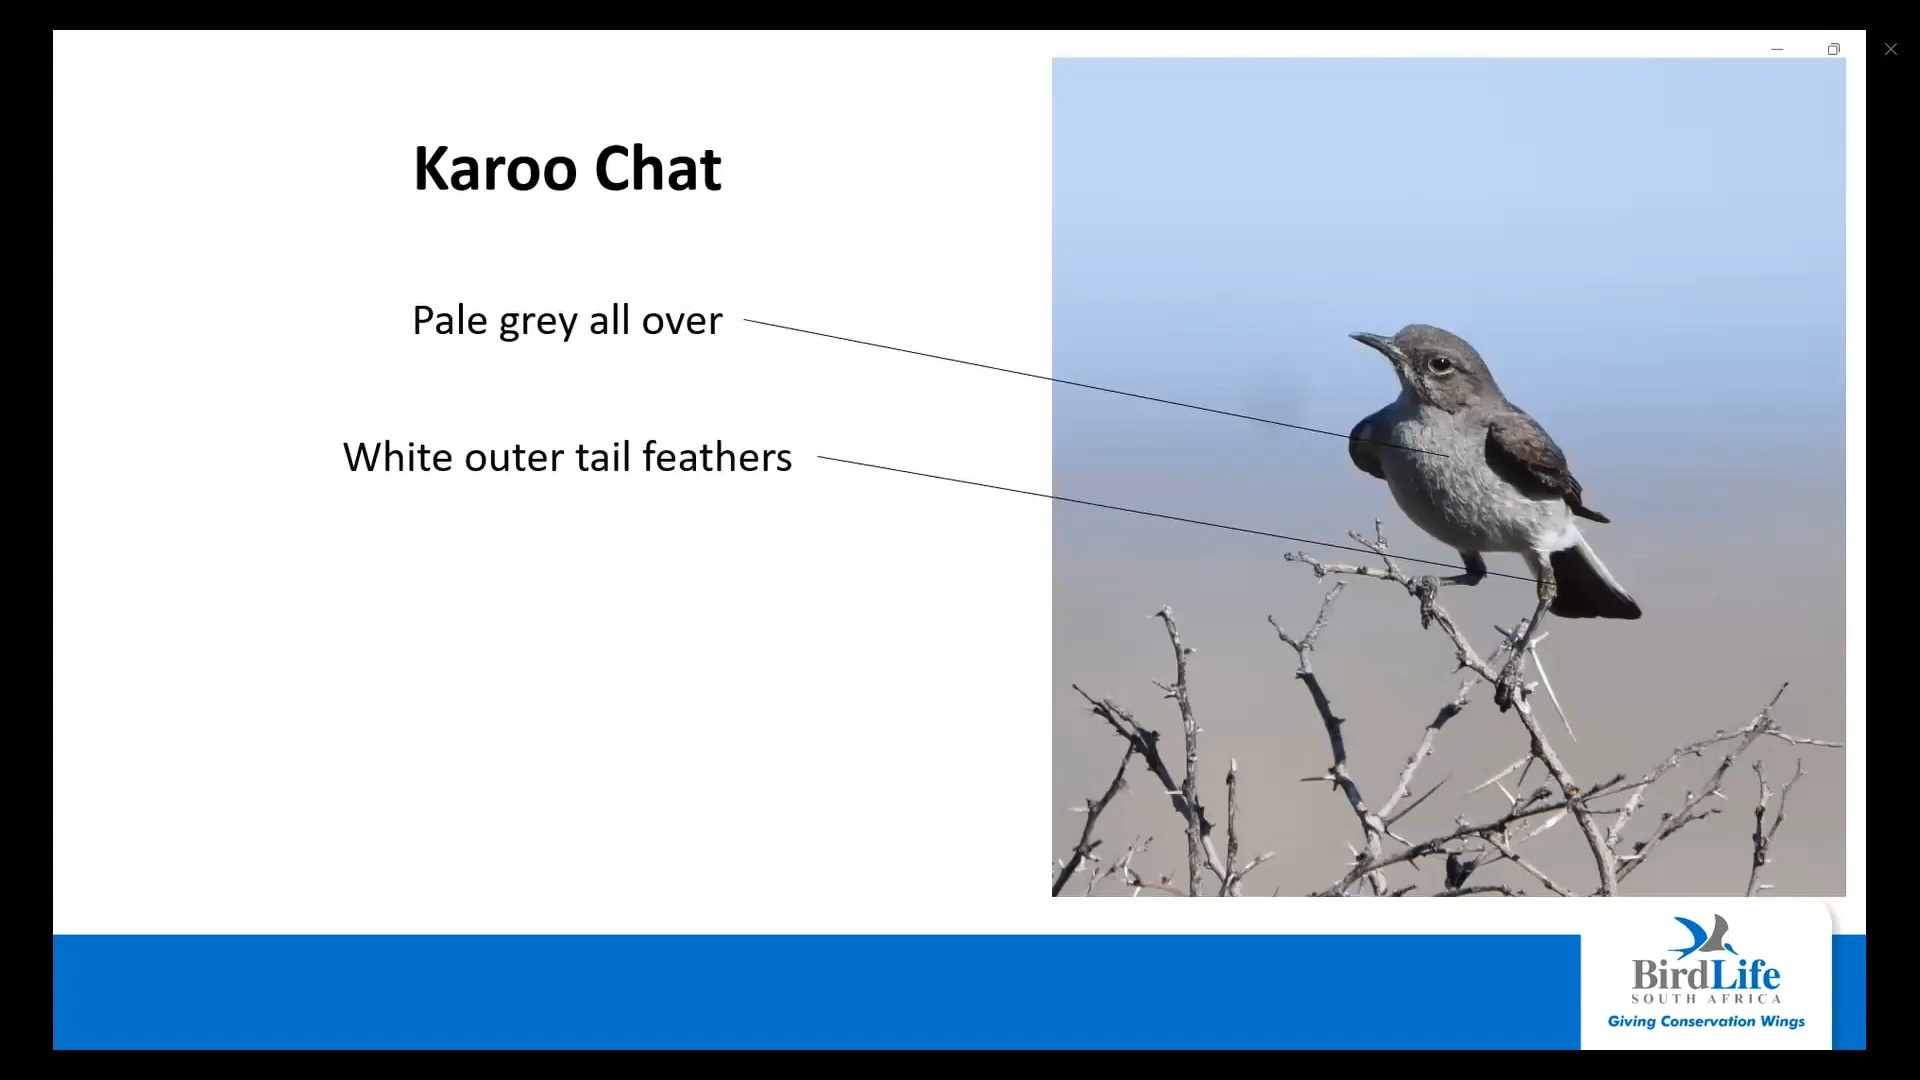 Karoo Chat
Pale grey all over
White outer tail feathers
BirdLife
SOUTH AFRICA
Giving Conservation Wings